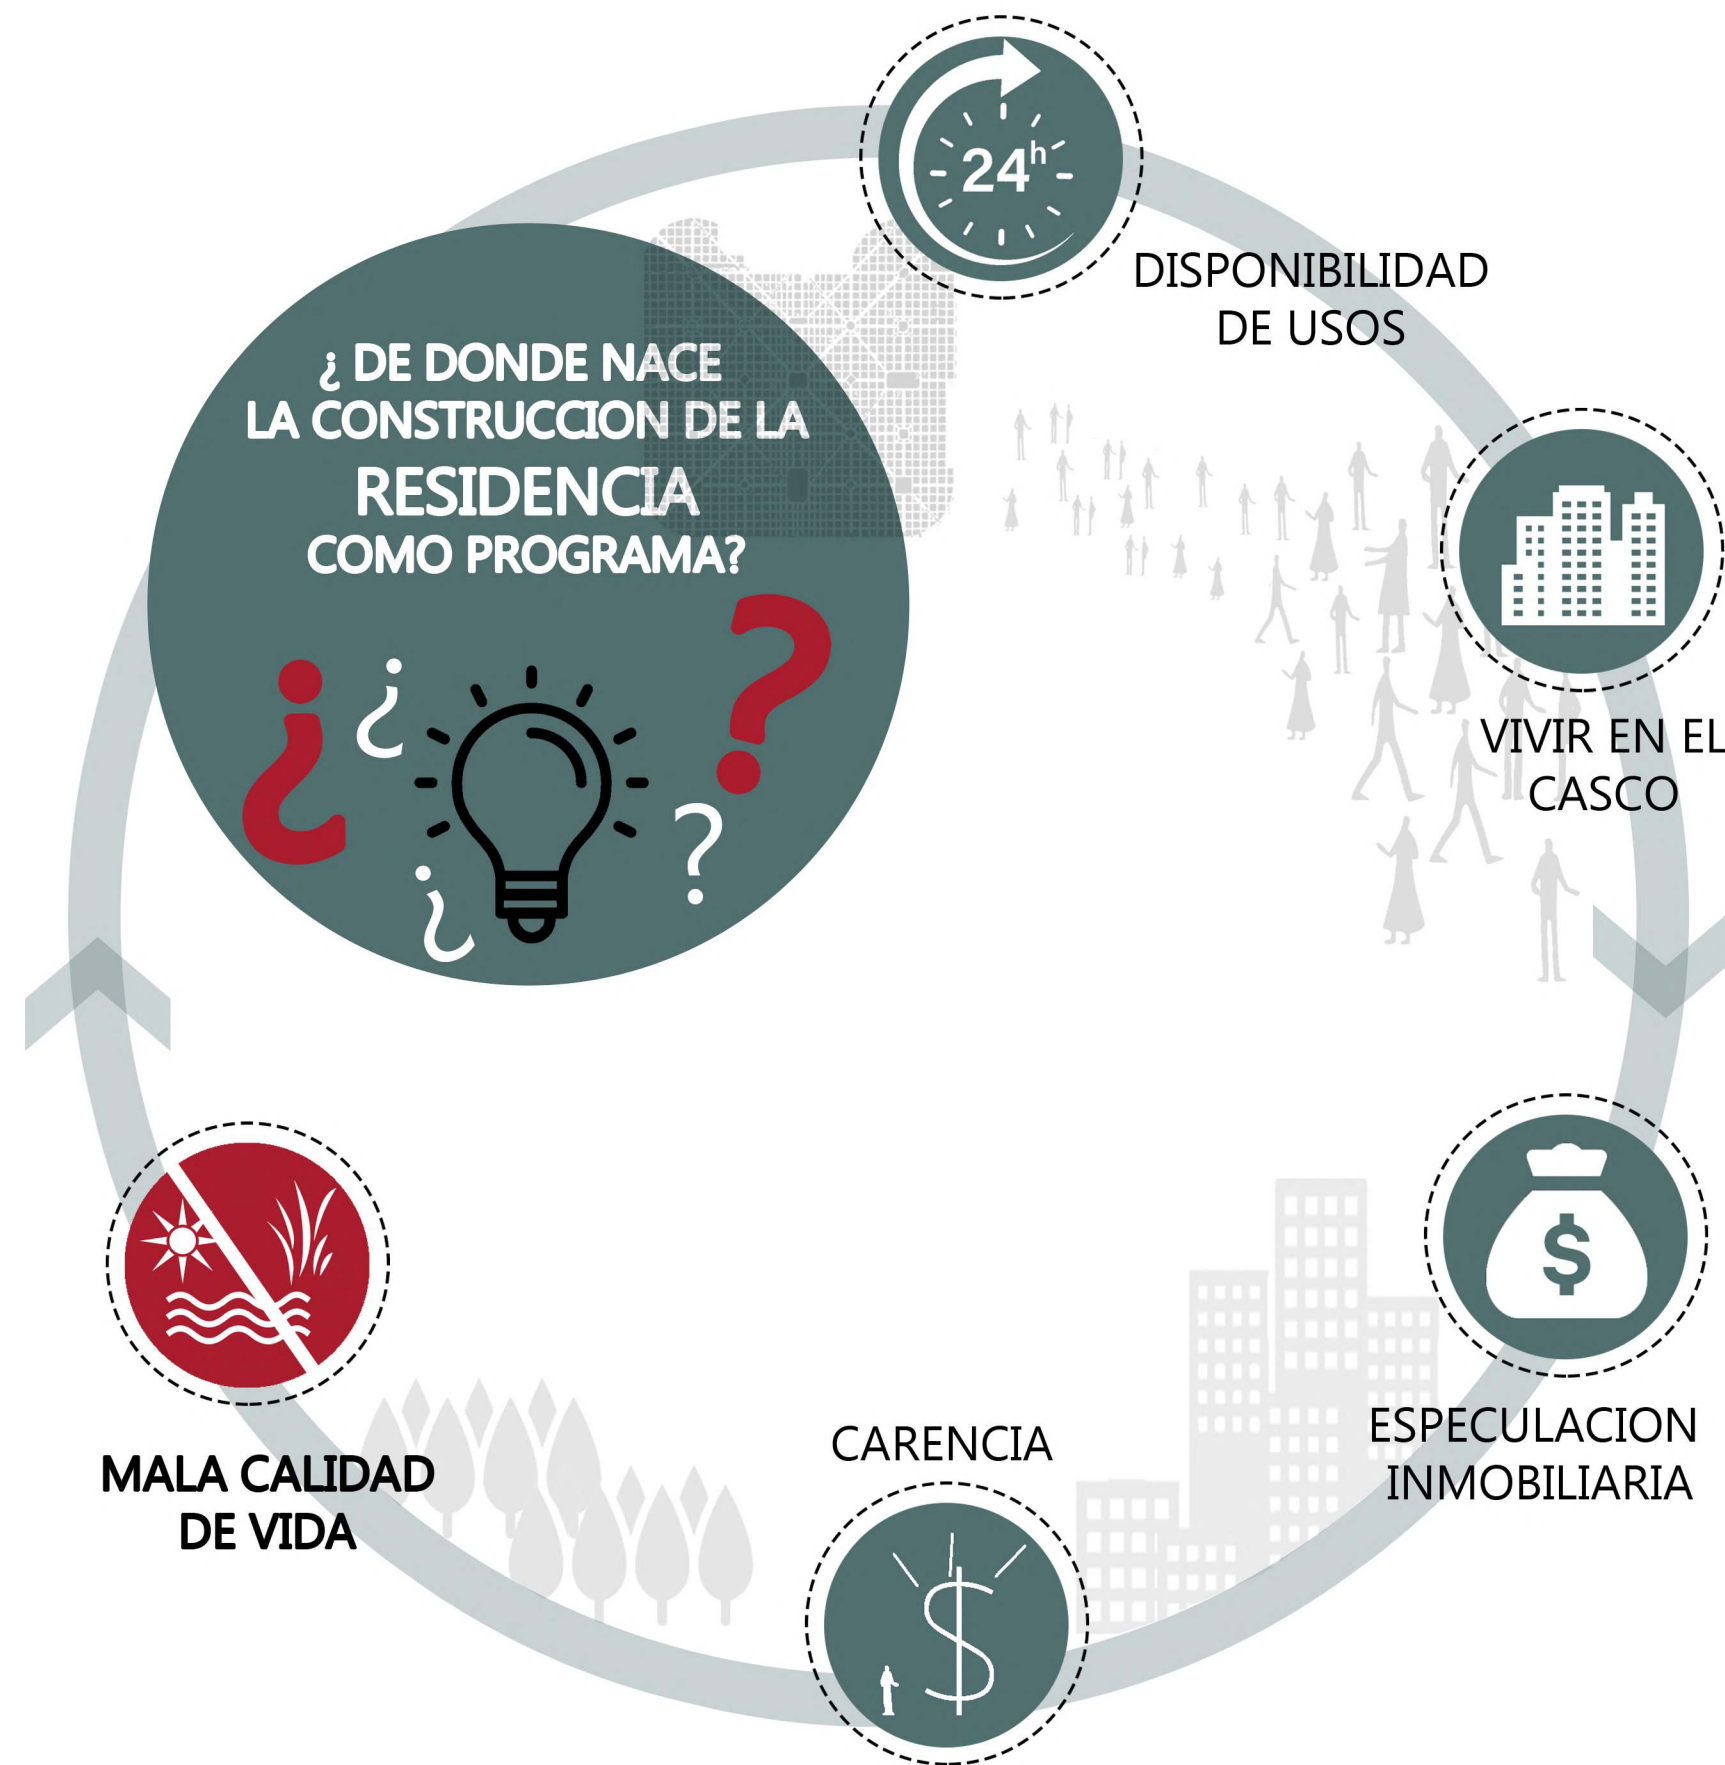 ¿ DE DONDE NACE
LA CONSTRUCCION DE LA
RESIDENCIA
COMO PROGRAMA?
¿ ?
¿ ?
¿
24h
DISPONIBILIDAD
DE USOS
VIVIR EN EL
CASCO
$
ESPECULACION
INMOBILIARIA
CARENCIA
$
MALA CALIDAD
DE VIDA